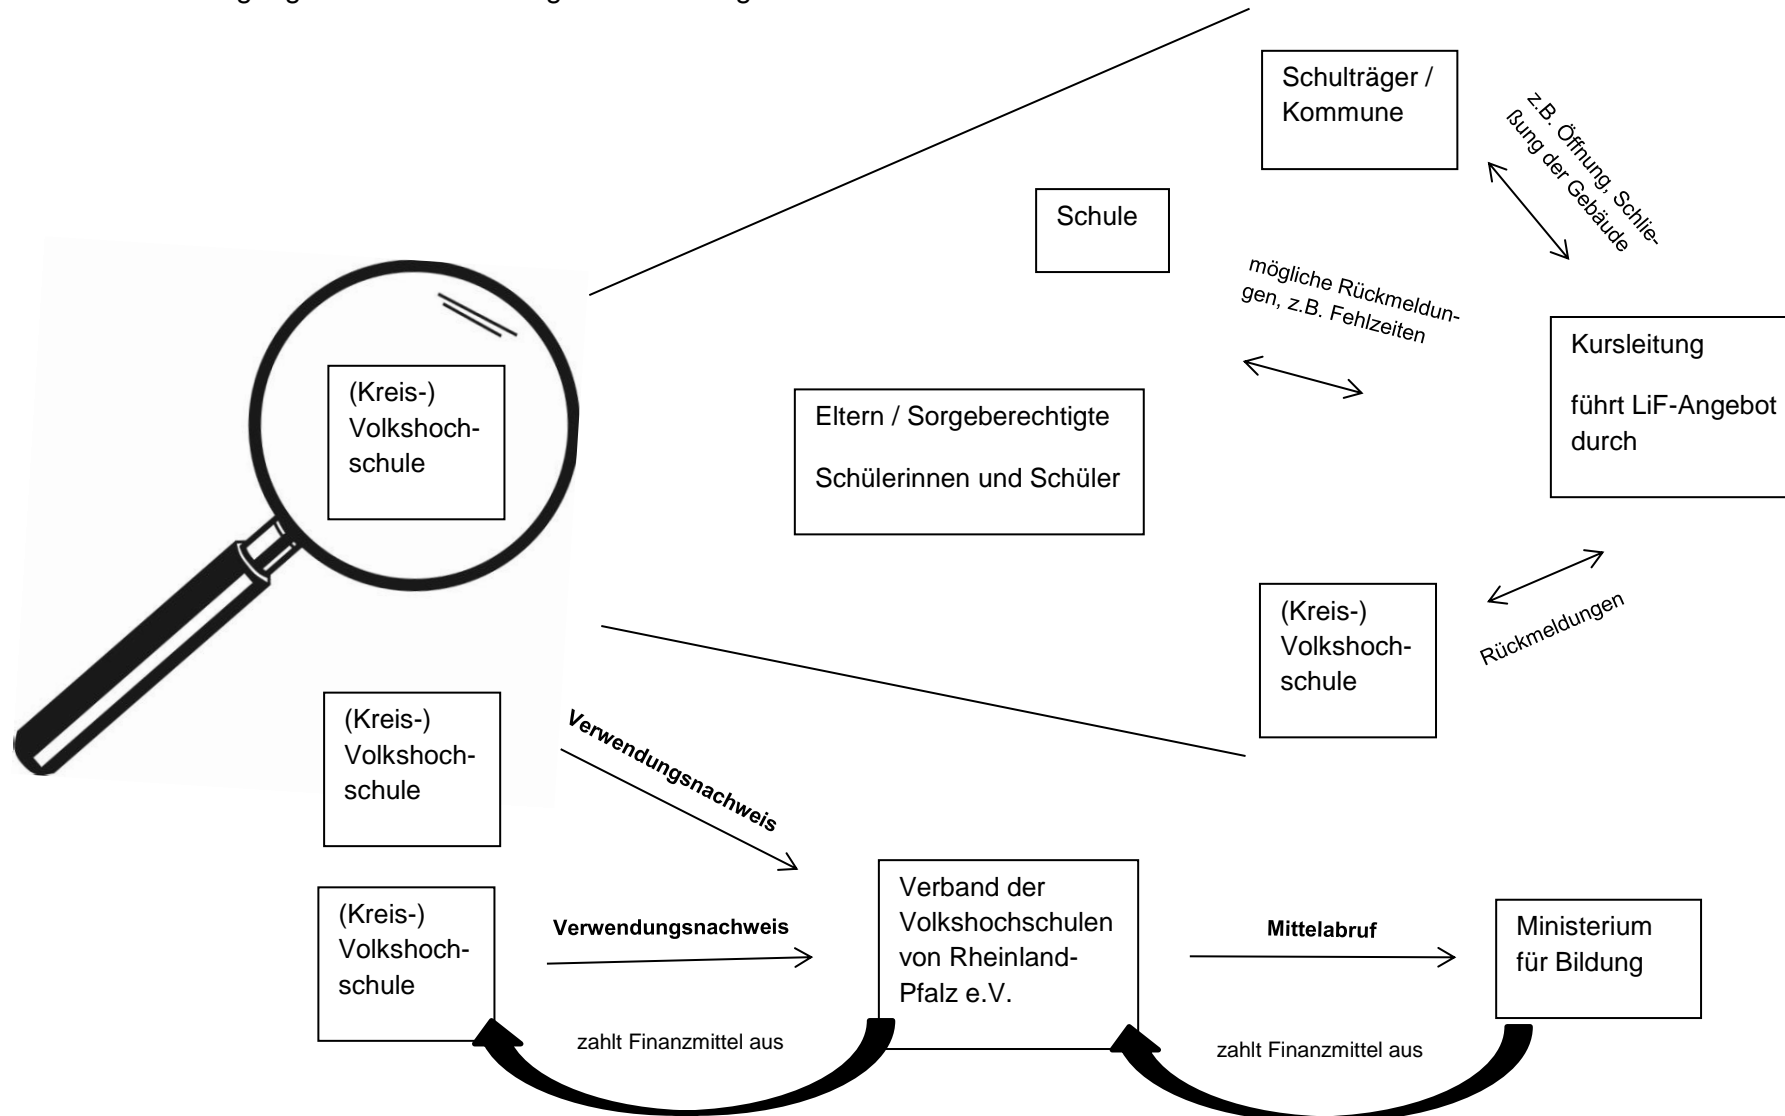 Schulträger /
Kommune
z.B. Öffnung, Schlie-
ßung der Gebäude
Schule
mögliche Rückmeldun-
gen, z.B. Fehlzeiten
Kursleitung
führt LiF-Angebot
durch
(Kreis-)
Volkshoch-
schule
Eltern / Sorgeberechtigte
Schülerinnen und Schüler
(Kreis-)
Volkshoch-
schule
Rückmeldungen
(Kreis-)
Volkshoch-
schule
Verwendungsnachweis
(Kreis-)
Volkshoch-
schule
Verwendungsnachweis
zahlt Finanzmittel aus
Verband der
Volkshochschulen
von Rheinland-
Pfalz e.V.
Mittelabruf
zahlt Finanzmittel aus
Ministerium
für Bildung